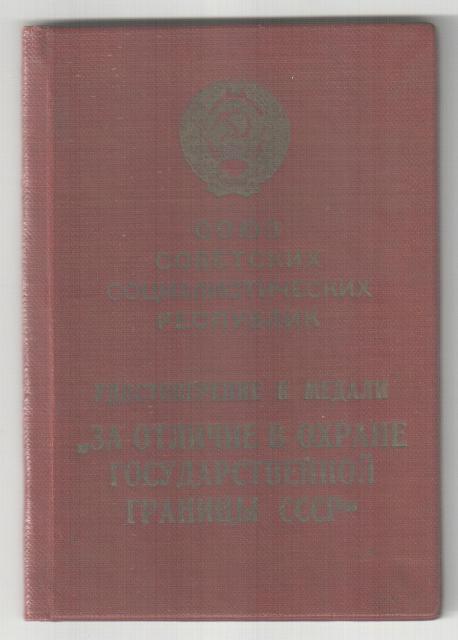 СОЮЗ
СОВЕТСКИХ
СОЦИАЛИСТИЧЕСКИХ
РЕСПУБЛИК
УДОСТОВЕРЕНИЕ К МЕДАЛИ
„ЗА ОТЛИЧИЕ В ОХРАНЕ
ГОСУДАРСТВЕННОЙ
ГРАНИЦЫ СССР“